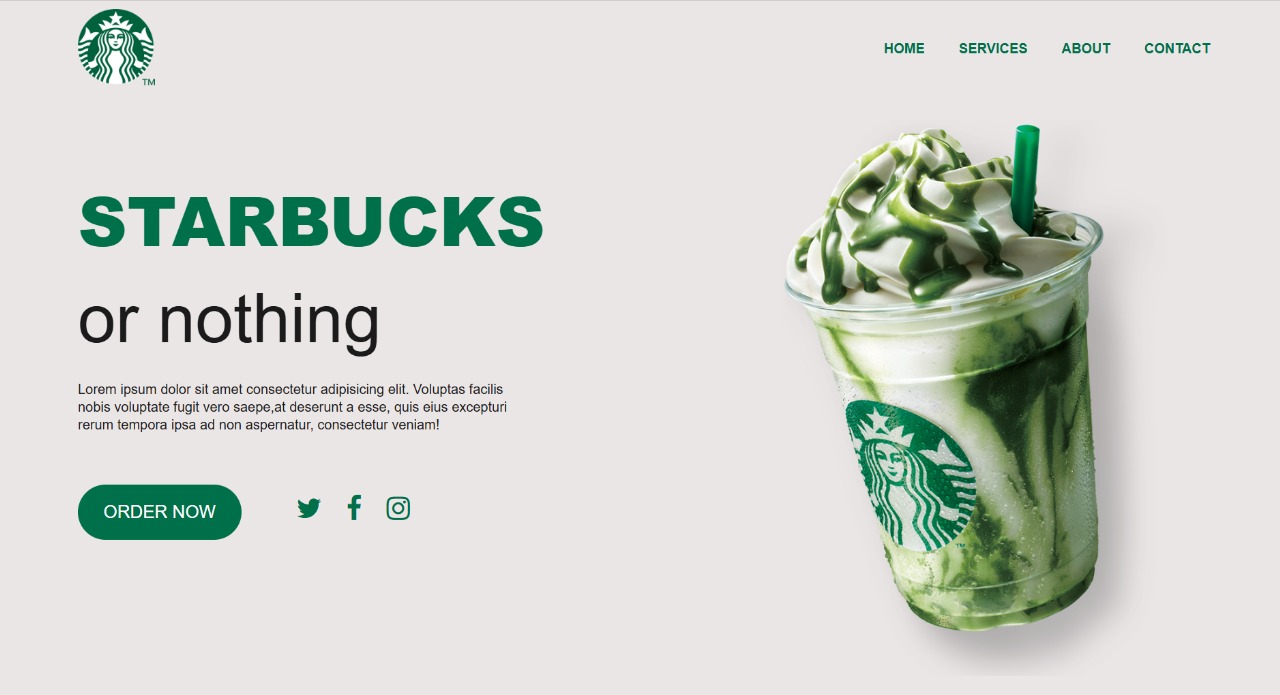 TM
HOME SERVICES ABOUT CONTACT
STARBUCKS
or nothing
Lorem ipsum dolor sit amet consectetur adipisicing elit. Voluptas facilis
nobis voluptate fugit vero saepe,at deserunt a esse, quis eius excepturi
rerum tempora ipsa ad non aspernatur, consectetur veniam!
ORDER NOW
TM